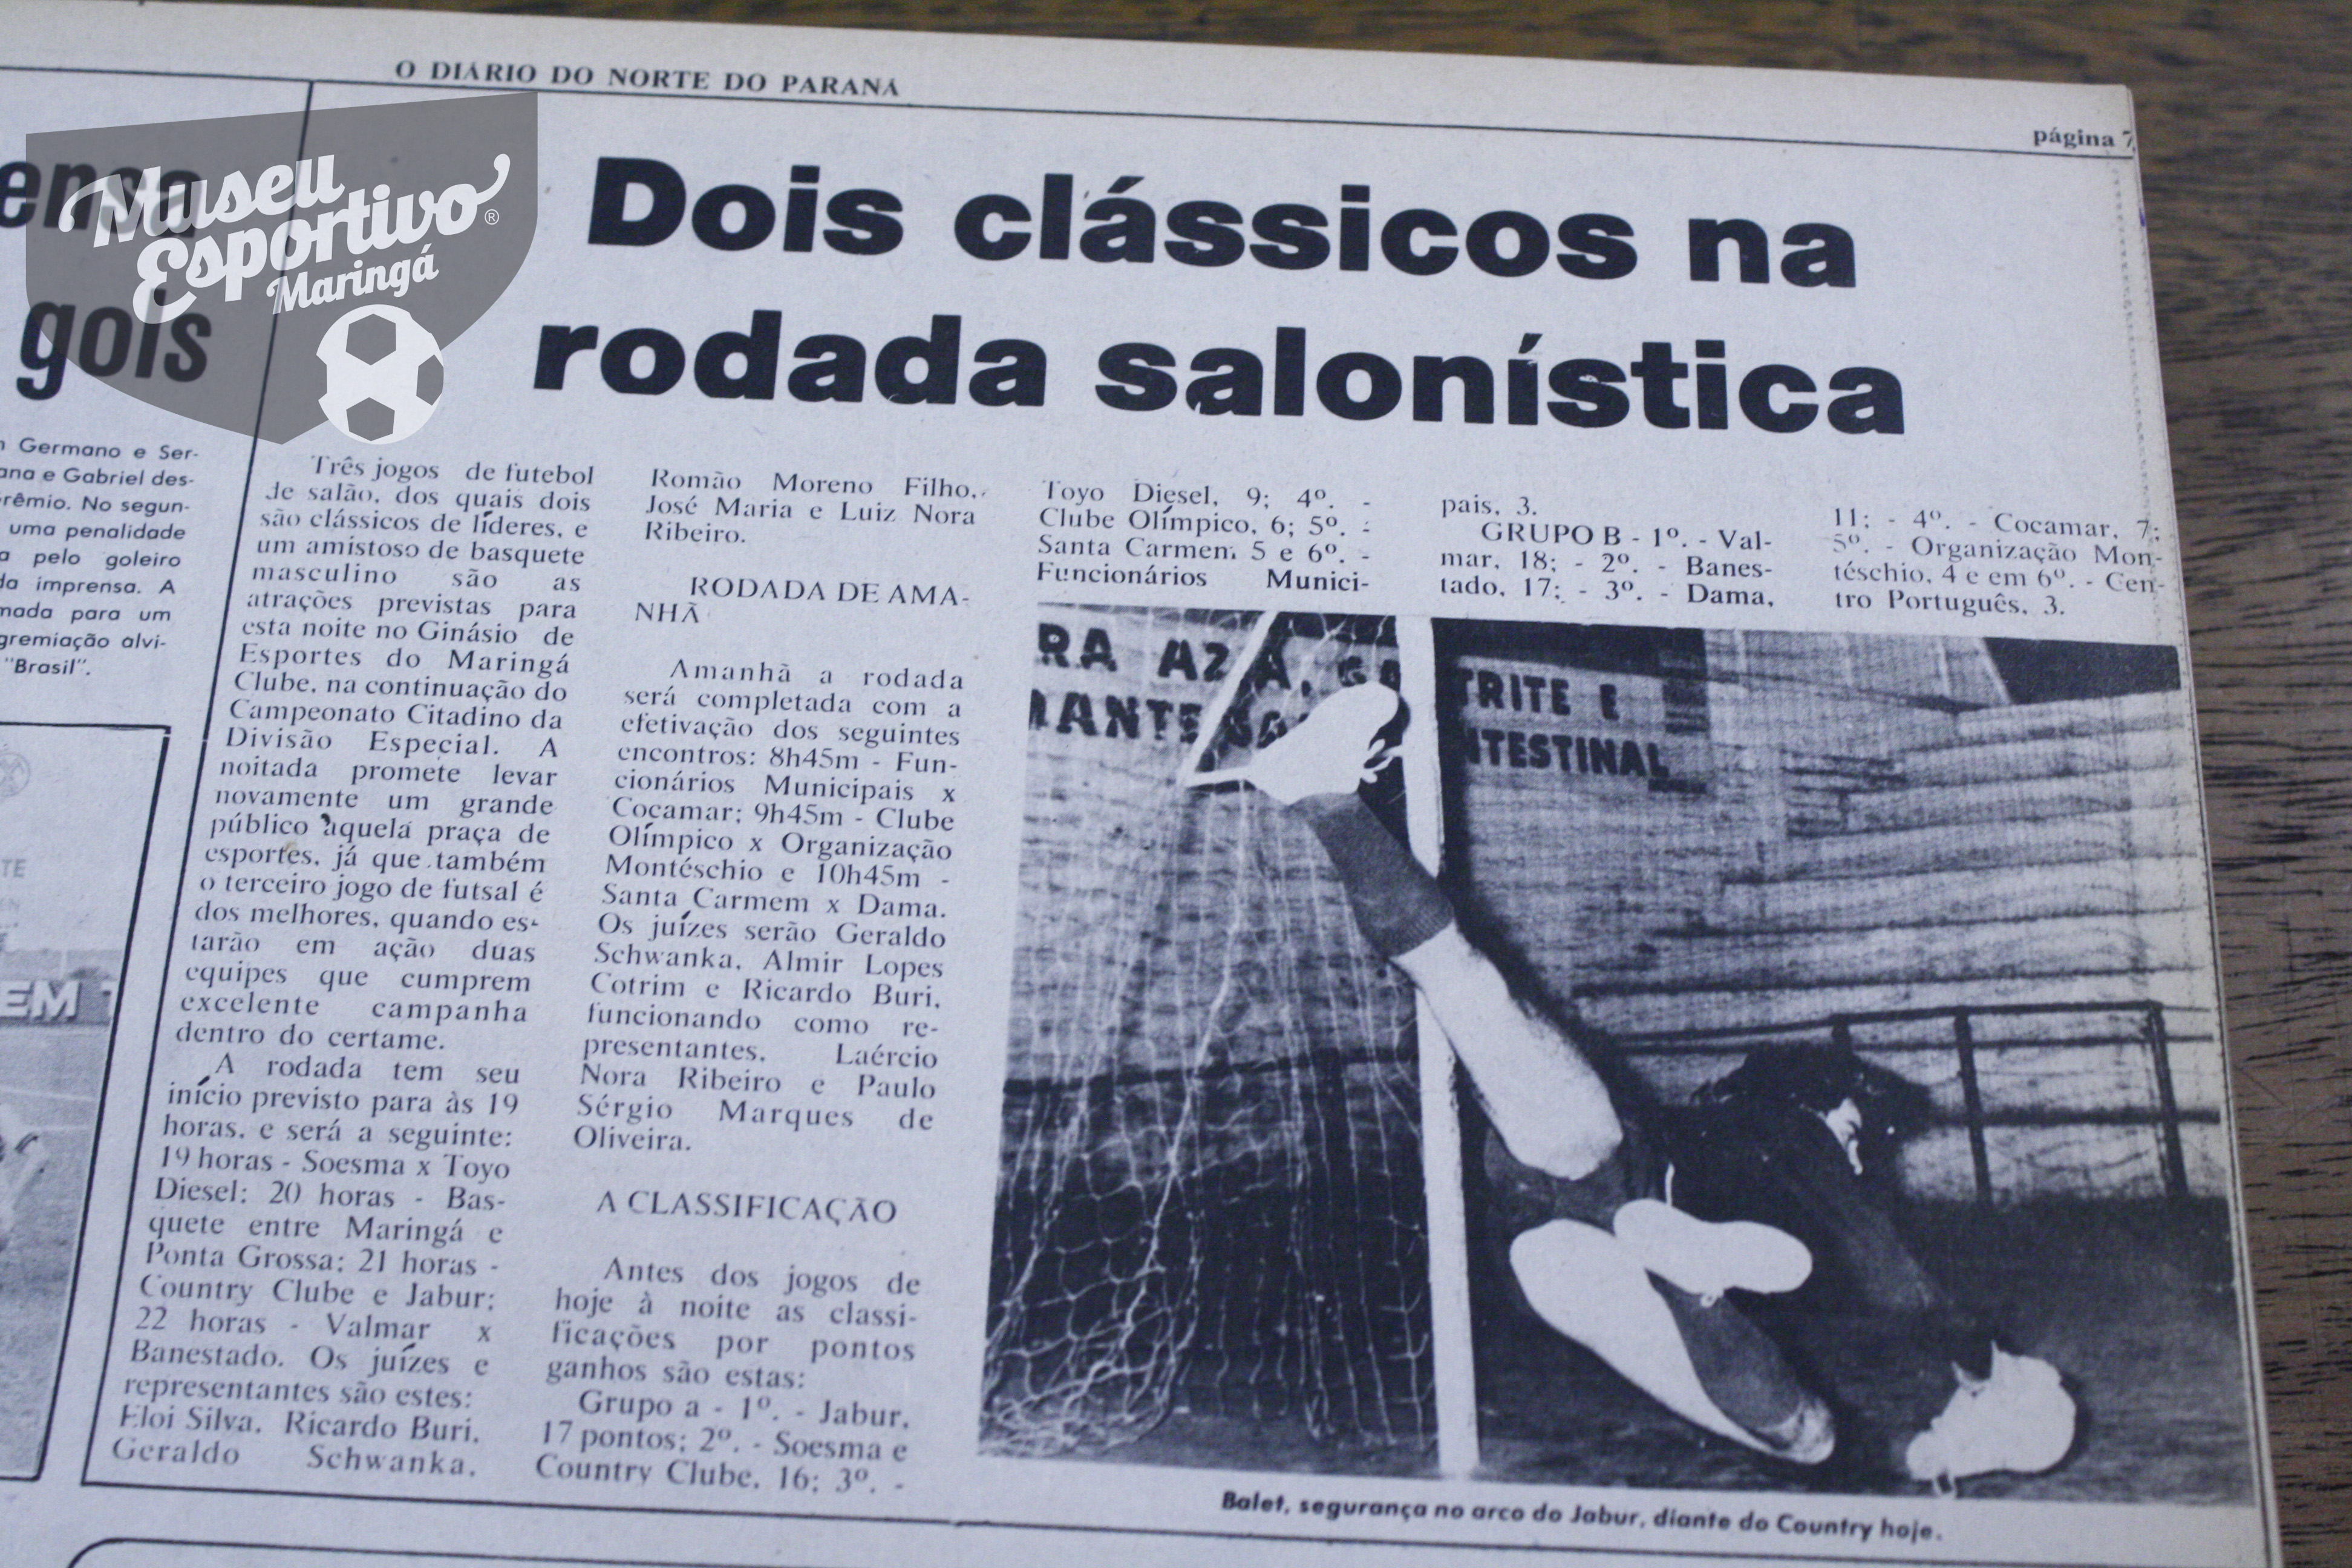 O DIÁRIO DO NORTE DO PARANÁ
página 7
Museu
Esportivo®
Maringá
ensa
gols
Germano e Ser-
ana e Gabriel des-
rêmio. No segun-
uma penalidade
pelo goleiro
da imprensa. A
mada para um
gremiação alvi-
"Brasil".
TE
EN
EM
Dois clássicos na
rodada salonística
Três jogos de futebol
de salão, dos quais dois
são clássicos de líderes, e
um amistoso de basquete
masculino são as
atrações previstas para
esta noite no Ginásio de
Esportes do Maringá
Clube, na continuação do
Campeonato Citadino da
Divisão Especial. A
noitada promete levar
novamente um grande
público aquela praça de
esportes, já que também
o terceiro jogo de futsal é
dos melhores, quando es-
tarão em ação duas
equipes que cumprem
excelente campanha
dentro do certame.
A rodada tem seu
início previsto para às 19
horas, e será a seguinte:
19 horas - Soesma x Toyo
Diesel; 20 horas - Bas-
quete entre Maringá e
Ponta Grossa; 21 horas -
Country Clube e Jabur;
22 horas - Valmar x
Banestado. Os juízes e
representantes são estes:
Eloi Silva, Ricardo Buri,
Geraldo Schwanka,
Romão Moreno Filho,
José Maria e Luiz Nora
Ribeiro.
RODADA DE AMA-
NHÃ
Amanhã a rodada
será completada com a
efetivação dos seguintes
encontros: 8h45m - Fun-
cionários Municipais x
Cocamar; 9h45m - Clube
Olímpico x Organização
Montéschio e 10h45m -
Santa Carmem x Dama.
Os juízes serão Geraldo
Schwanka, Almir Lopes
Cotrim e Ricardo Buri,
funcionando como re-
presentantes, Laércio
Nora Ribeiro e Paulo
Sérgio Marques de
Oliveira.
A CLASSIFICAÇÃO
Antes dos jogos de
hoje à noite as classi-
ficações por pontos
ganhos são estas:
Grupo a - 1º. - Jabur,
17 pontos; 2º. - Soesma e
Country Clube, 16; 3º. -
Toyo Diesel, 9; 4º. -
Clube Olímpico, 6; 5º. -
Santa Carmem, 5 e 6º. -
Funcionários Munici-
pais, 3.
GRUPO B - 1º. - Val-
mar, 18; - 2º. - Banes-
tado, 17; - 3º. - Dama,
11; - 4º. - Cocamar, 7;
5º. - Organização Mon-
téschio, 4 e em 6º. - Cen-
tro Português, 3.
RA AZIA, GA TRITE E
NTESTINAL
Balet, segurança no arco do Jabur, diante do Country hoje.